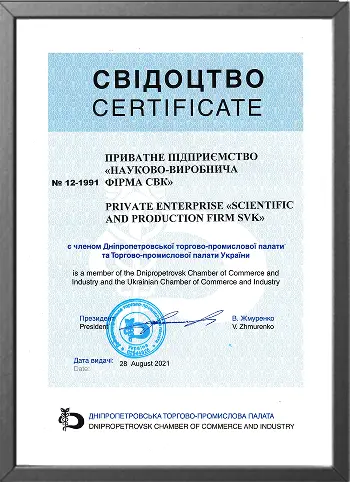 СВІДОЦТВО
CERTIFICATE
ПРИВАТНЕ ПІДПРИЄМСТВО
«НАУКОВО-ВИРОБНИЧА
№ 12-1991 ФІРМА СВК»
PRIVATE ENTERPRISE «SCIENTIFIC
AND PRODUCTION FIRM SVK»
є членом Дніпропетровської торгово-промислової палати
та Торгово-промислової палати України
is a member of the Dnipropetrovsk Chamber of Commerce and
Industry and the Ukrainian Chamber of Commerce and Industry
Президент В. Жмуренко
President V. Zhmurenko
Дата видачі:
Date: 28 August 2021
ДНІПРОПЕТРОВСЬКА ТОРГОВО-ПРОМИСЛОВА ПАЛАТА
DNIPROPETROVSK CHAMBER OF COMMERCE AND INDUSTRY